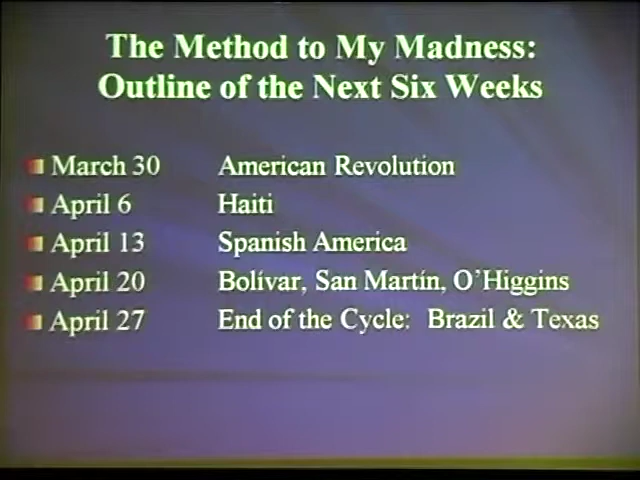 The Method to My Madness:
Outline of the Next Six Weeks
March 30 American Revolution
April 6 Haiti
April 13 Spanish America
April 20 Bolívar, San Martín, O'Higgins
April 27 End of the Cycle: Brazil & Texas